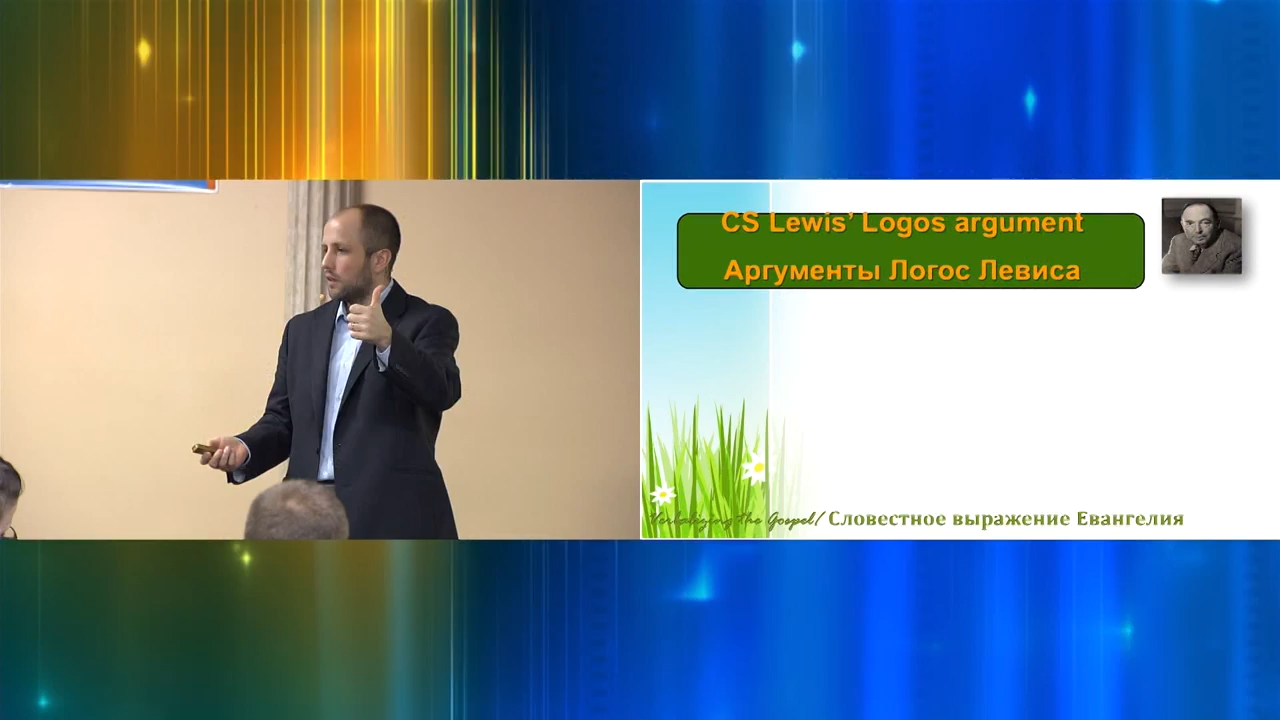 CS Lewis’ Logos argument
Аргументы Логос Левиса
Verbalizing the Gospel/ Словестное выражение Евангелия